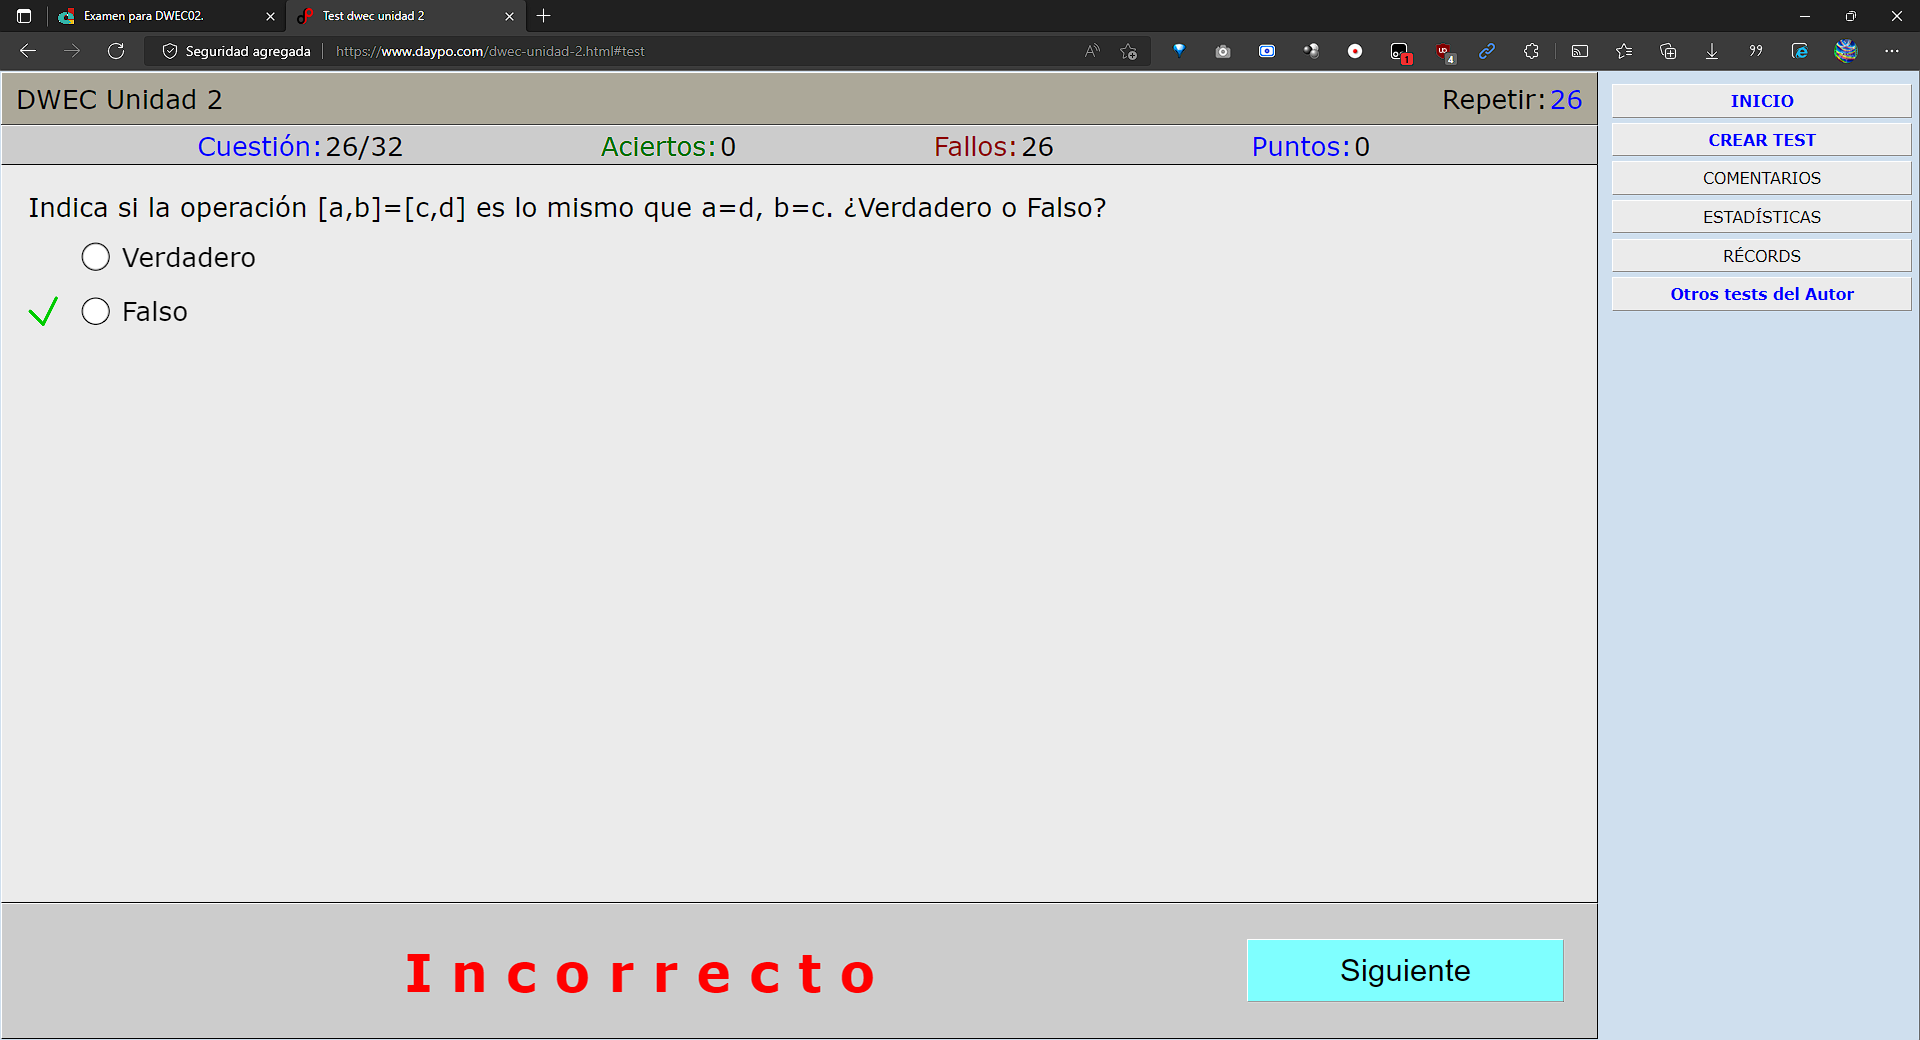 Examen para DWEC02.
Test dwec unidad 2
Seguridad agregada
https://www.daypo.com/dwec-unidad-2.html#test
1
4
DWEC Unidad 2
Repetir:26
Cuestión:26/32
Aciertos:0
Fallos:26
Puntos:0
Indica si la operación [a,b]=[c,d] es lo mismo que a=d, b=c. ¿Verdadero o Falso?
Verdadero
Falso
Incorrecto
Siguiente
INICIO
CREAR TEST
COMENTARIOS
ESTADÍSTICAS
RÉCORDS
Otros tests del Autor